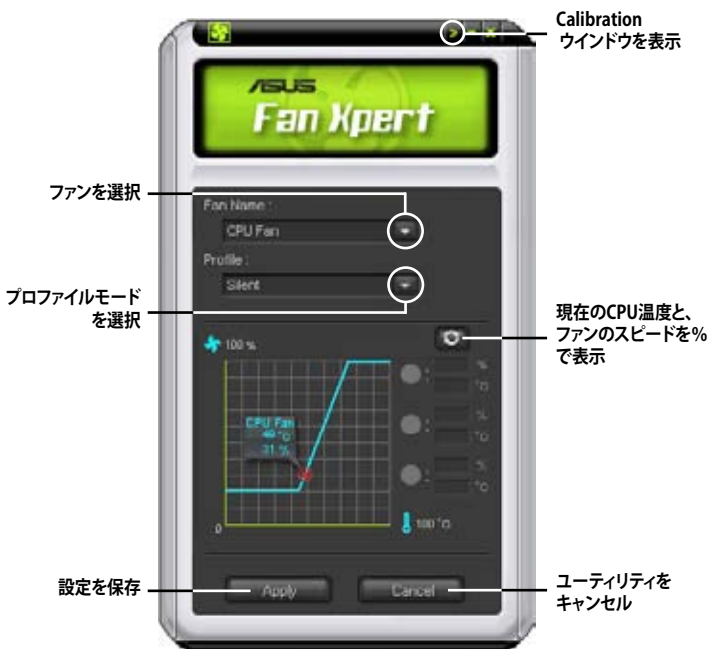 Calibration
ウインドウを表示
ASUS
Fan Xpert
ファンを選択
Fan Name :
CPU Fan
Profile :
Silent
プロファイルモード
を選択
現在のCPU温度と、
ファンのスピードを%
で表示
100 %
%
°C
CPU Fan
°C
31 %
%
°C
%
°C
0
100 °C
設定を保存
Apply
Cancel
ユーティリティを
キャンセル